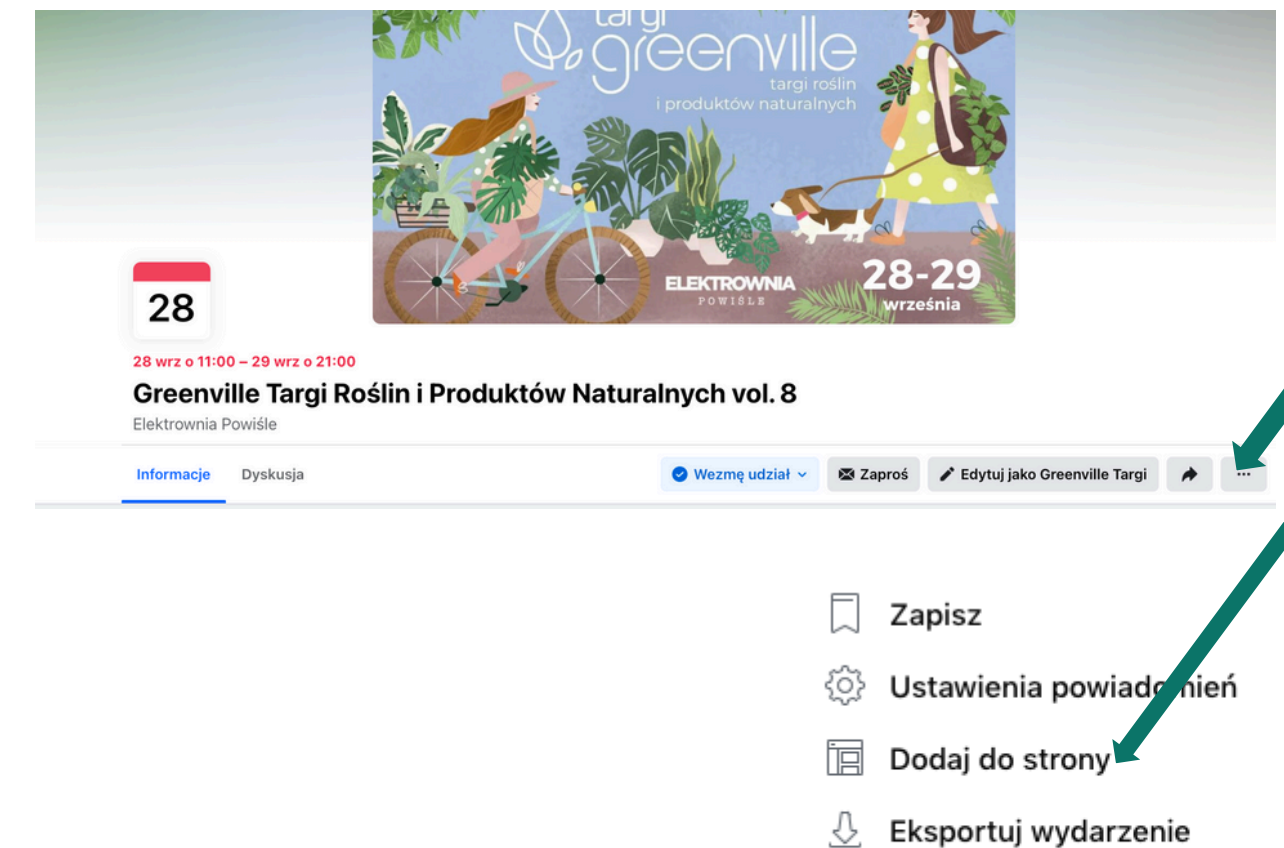 targi
greenville
targi roślin
i produktów naturalnych
ELEKTROWNIA
POWIŚLE
28-29
września
28
28 wrz o 11:00 – 29 wrz o 21:00
Greenville Targi Roślin i Produktów Naturalnych vol. 8
Elektrownia Powiśle
Informacje Dyskusja Wezmę udział Zaproś Edytuj jako Greenville Targi ...
Zapisz
Ustawienia powiadomień
Dodaj do strony
Eksportuj wydarzenie